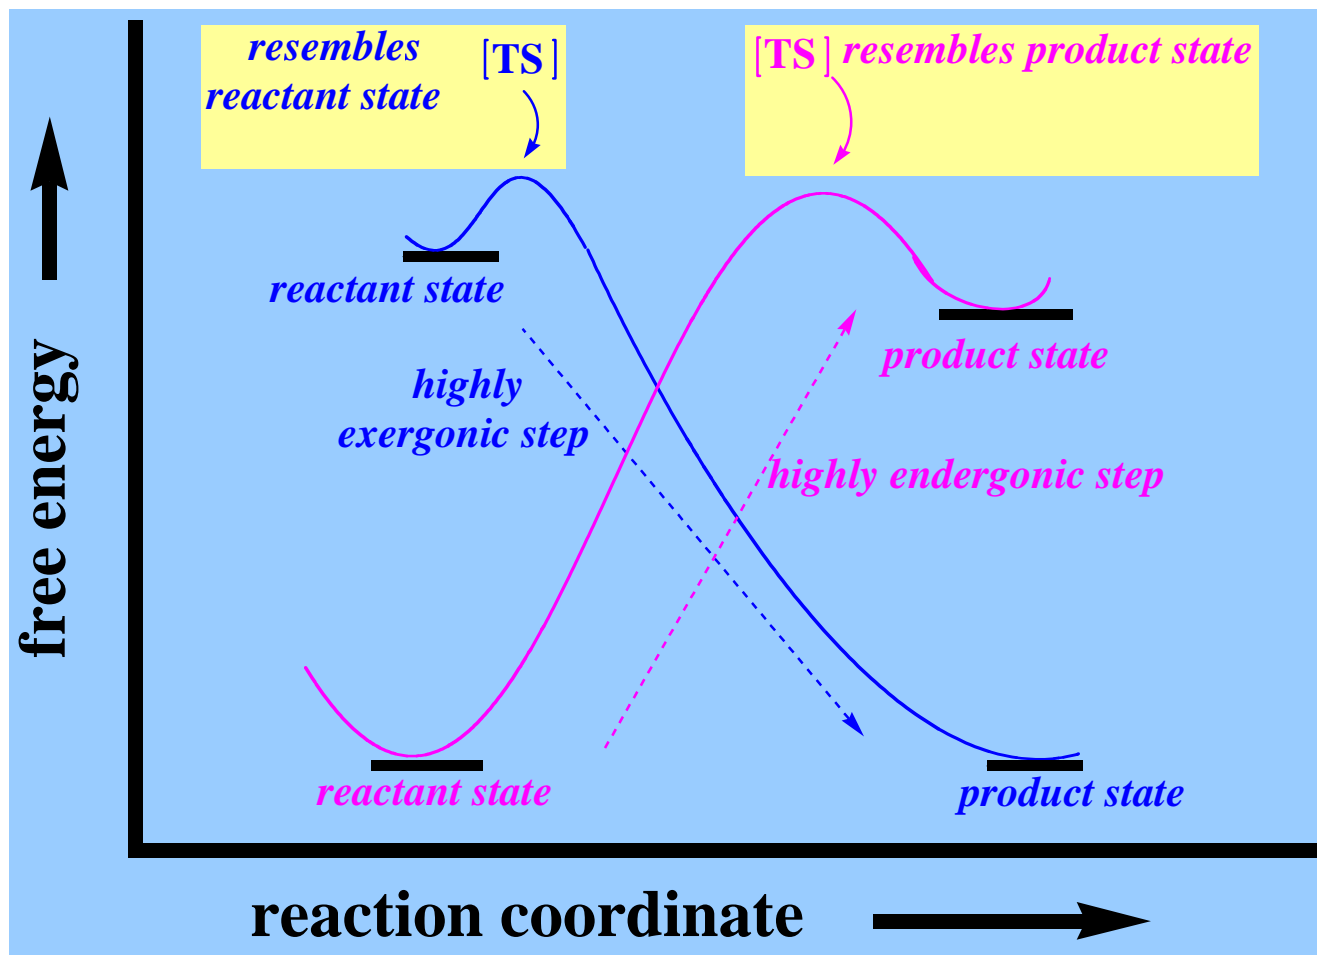 resembles
reactant state
[TS]
[TS] resembles product state
reactant state
product state
highly
exergonic step
highly endergonic step
reactant state
product state
free energy
reaction coordinate